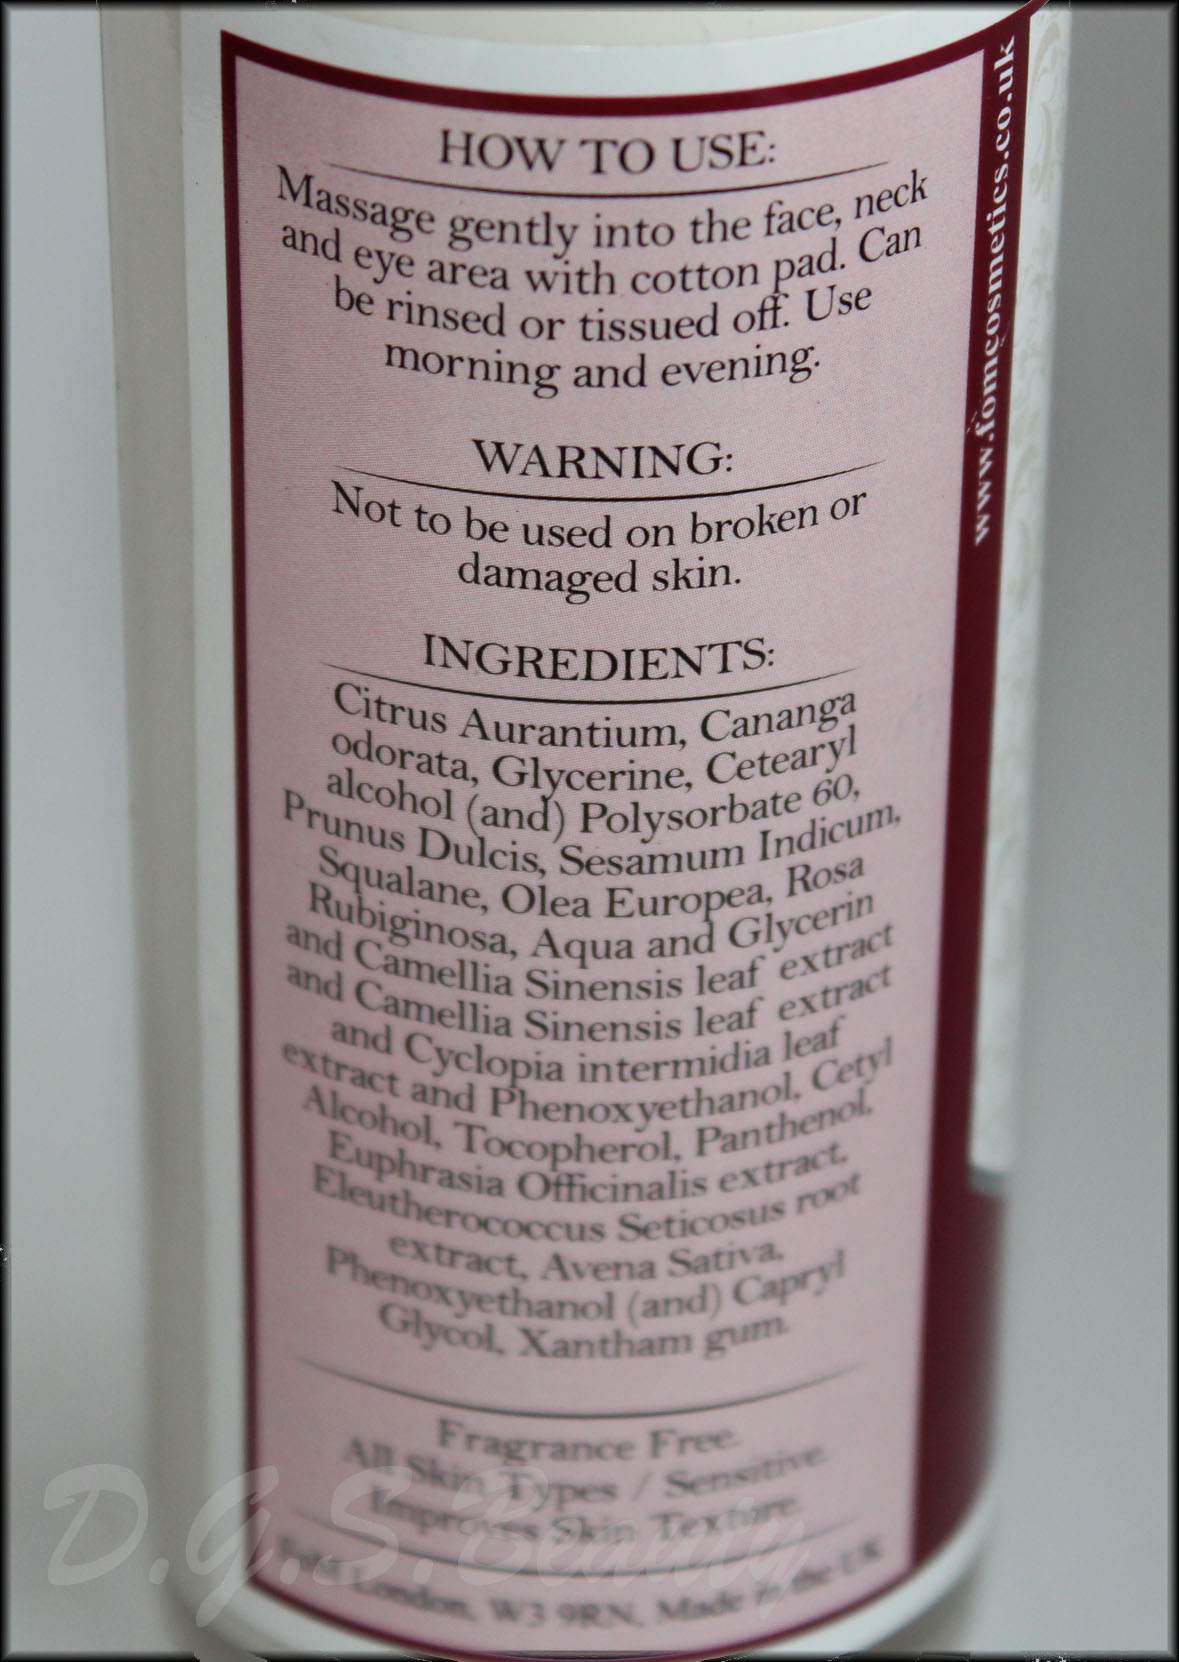 HOW TO USE:
Massage gently into the face, neck
and eye area with cotton pad. Can
be rinsed or tissued off. Use
morning and evening.
WARNING:
Not to be used on broken or
damaged skin.
INGREDIENTS:
Citrus Aurantium, Cananga
odorata, Glycerine, Cetearyl
alcohol (and) Polysorbate 60,
Prunus Dulcis, Sesamum Indicum,
Squalane, Olea Europea, Rosa
Rubiginosa, Aqua and Glycerin
and Camellia Sinensis leaf extract
and Camellia Sinensis leaf extract
and Cyclopia intermidia leaf
extract and Phenoxyethanol, Cetyl
Alcohol, Tocopherol, Panthenol,
Euphrasia Officinalis extract,
Eleutherococcus Seticosus root
extract, Avena Sativa,
Phenoxyethanol (and) Capryl
Glycol, Xantham gum.
Fragrance Free.
All Skin Types / Sensitive.
Improves Skin Texture.
London, W3 9RN, Made in the UK
www.fomcosmetics.co.uk
D.G.S.Beauty